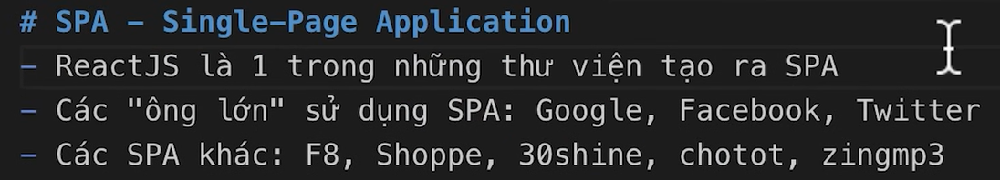 # SPA - Single-Page Application
- ReactJS là 1 trong những thư viện tạo ra SPA
- Các "ông lớn" sử dụng SPA: Google, Facebook, Twitter
- Các SPA khác: F8, Shoppe, 30shine, chotot, zingmp3